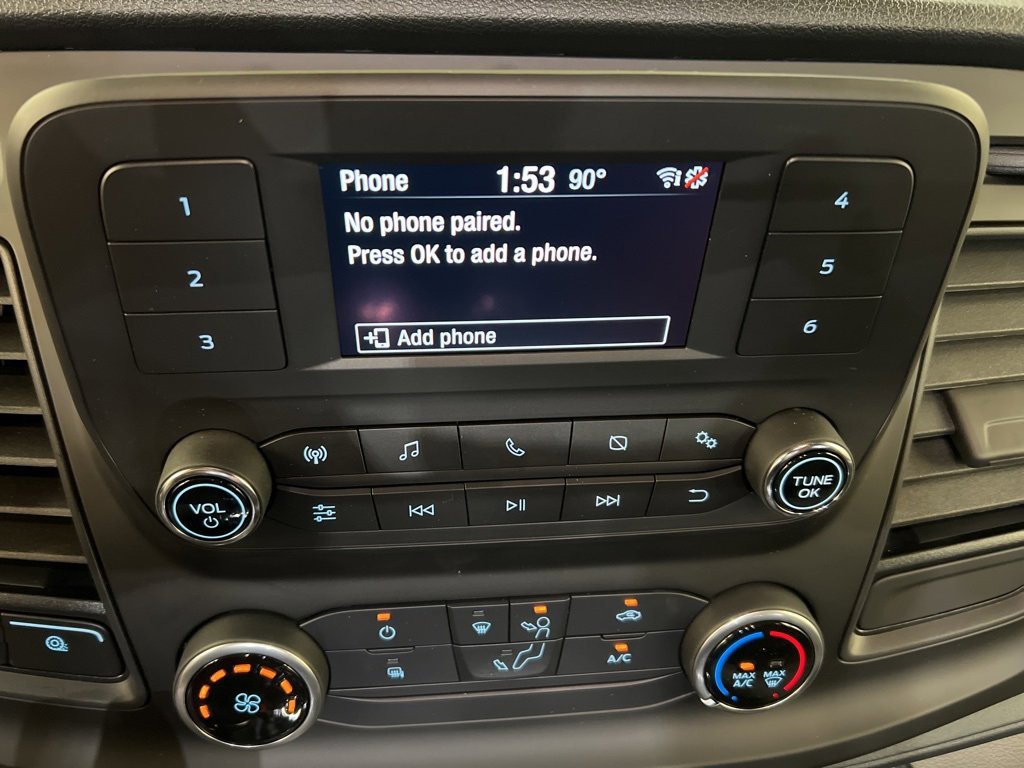 Phone 1:53 90°
No phone paired.
Press OK to add a phone.
Add phone
1
2
3
4
5
6
VOL
TUNE
OK
A/C
MAX
A/C
MAX